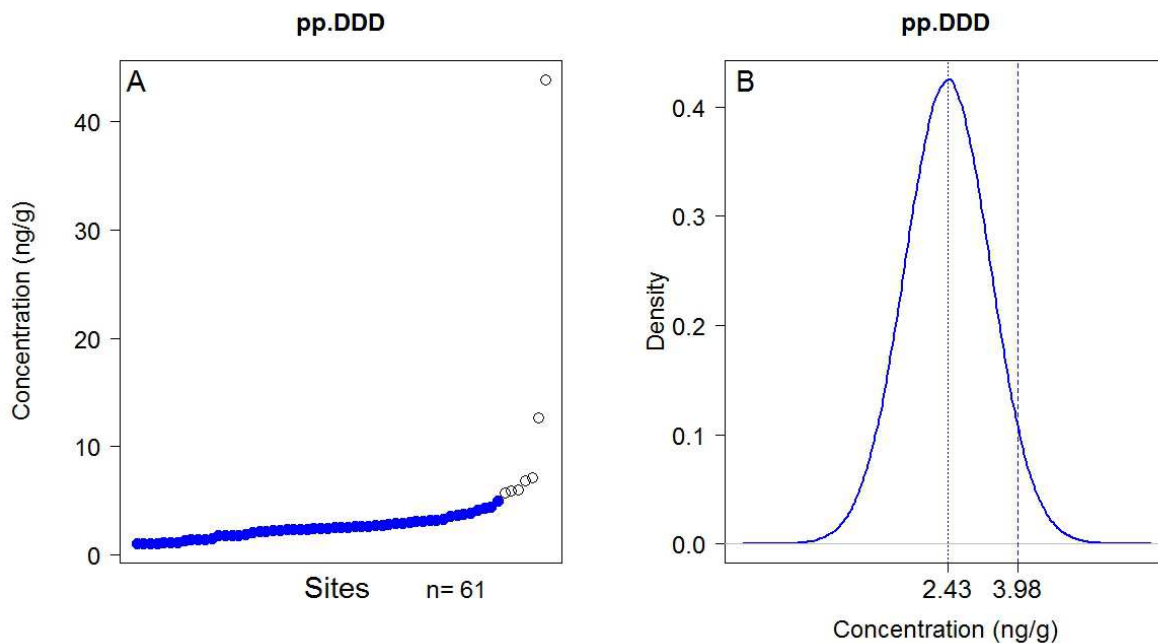 pp.DDD
A
Concentration (ng/g)
40
30
20
10
0
Sites n= 61
pp.DDD
B
Density
0.4
0.3
0.2
0.1
0.0
2.43 3.98
Concentration (ng/g)